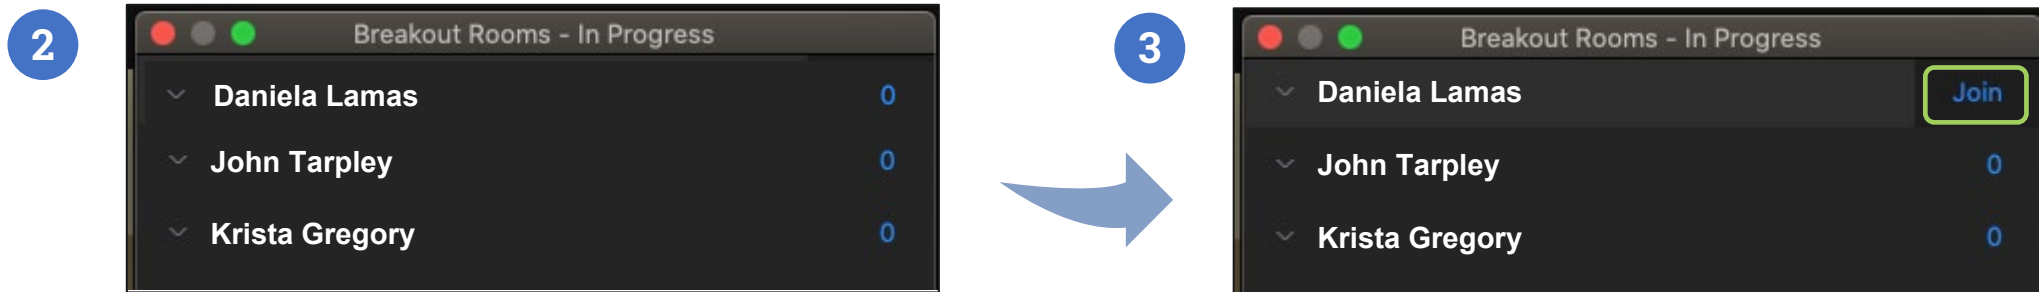 2
Breakout Rooms - In Progress
Daniela Lamas 0
John Tarpley 0
Krista Gregory 0
3
Breakout Rooms - In Progress
Daniela Lamas Join
John Tarpley 0
Krista Gregory 0